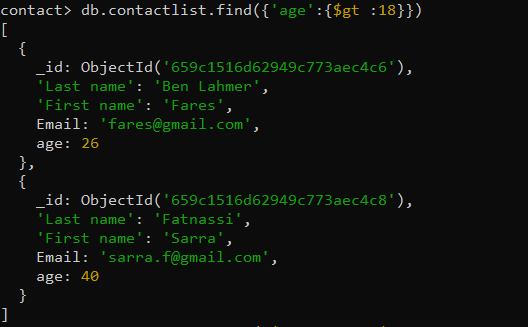 contact> db.contactlist.find({'age':{$gt :18}})
[
  {
    _id: ObjectId('659c1516d62949c773aec4c6'),
    'Last name': 'Ben Lahmer',
    'First name': 'Fares',
    Email: 'fares@gmail.com',
    age: 26
  },
  {
    _id: ObjectId('659c1516d62949c773aec4c8'),
    'Last name': 'Fatnassi',
    'First name': 'Sarra',
    Email: 'sarra.f@gmail.com',
    age: 40
  }
]